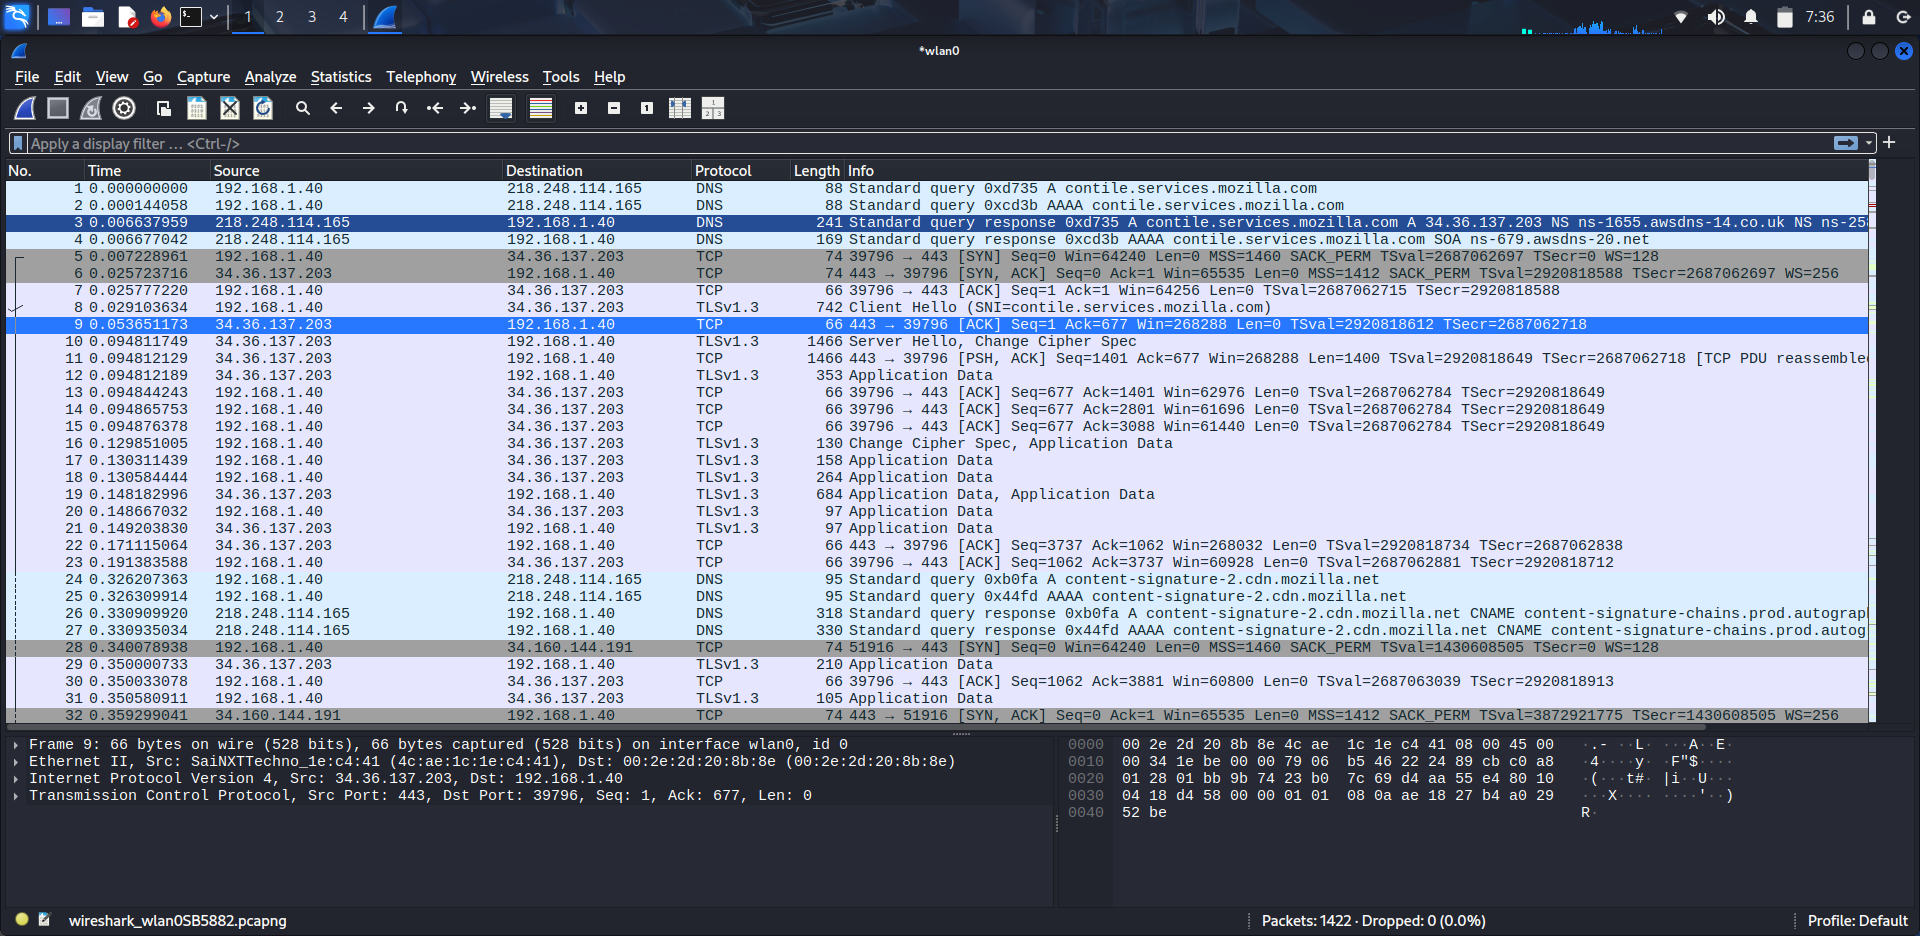 1 2 3 4 7:36
*wlan0
File Edit View Go Capture Analyze Statistics Telephony Wireless Tools Help
Apply a display filter … <Ctrl-/>
No. Time Source Destination Protocol Length Info
1 0.000000000 192.168.1.40 218.248.114.165 DNS 88 Standard query 0xd735 A contile.services.mozilla.com
2 0.000144058 192.168.1.40 218.248.114.165 DNS 88 Standard query 0xcd3b AAAA contile.services.mozilla.com
3 0.006637959 218.248.114.165 192.168.1.40 DNS 241 Standard query response 0xd735 A contile.services.mozilla.com A 34.36.137.203 NS ns-1655.awsdns-14.co.uk NS ns-25
4 0.006677042 218.248.114.165 192.168.1.40 DNS 169 Standard query response 0xcd3b AAAA contile.services.mozilla.com SOA ns-679.awsdns-20.net
5 0.007228961 192.168.1.40 34.36.137.203 TCP 74 39796 → 443 [SYN] Seq=0 Win=64240 Len=0 MSS=1460 SACK_PERM TSval=2687062697 TSecr=0 WS=128
6 0.025723716 34.36.137.203 192.168.1.40 TCP 74 443 → 39796 [SYN, ACK] Seq=0 Ack=1 Win=65535 Len=0 MSS=1412 SACK_PERM TSval=2920818588 TSecr=2687062697 WS=256
7 0.025777220 192.168.1.40 34.36.137.203 TCP 66 39796 → 443 [ACK] Seq=1 Ack=1 Win=64256 Len=0 TSval=2687062715 TSecr=2920818588
8 0.029103634 192.168.1.40 34.36.137.203 TLSv1.3 742 Client Hello (SNI=contile.services.mozilla.com)
9 0.053651173 34.36.137.203 192.168.1.40 TCP 66 443 → 39796 [ACK] Seq=1 Ack=677 Win=268288 Len=0 TSval=2920818612 TSecr=2687062718
10 0.094811749 34.36.137.203 192.168.1.40 TLSv1.3 1466 Server Hello, Change Cipher Spec
11 0.094812129 34.36.137.203 192.168.1.40 TCP 1466 443 → 39796 [PSH, ACK] Seq=1401 Ack=677 Win=268288 Len=1400 TSval=2920818649 TSecr=2687062718 [TCP PDU reassemble
12 0.094812189 34.36.137.203 192.168.1.40 TLSv1.3 353 Application Data
13 0.094844243 192.168.1.40 34.36.137.203 TCP 66 39796 → 443 [ACK] Seq=677 Ack=1401 Win=62976 Len=0 TSval=2687062784 TSecr=2920818649
14 0.094865753 192.168.1.40 34.36.137.203 TCP 66 39796 → 443 [ACK] Seq=677 Ack=2801 Win=61696 Len=0 TSval=2687062784 TSecr=2920818649
15 0.094876378 192.168.1.40 34.36.137.203 TCP 66 39796 → 443 [ACK] Seq=677 Ack=3088 Win=61440 Len=0 TSval=2687062784 TSecr=2920818649
16 0.129851005 192.168.1.40 34.36.137.203 TLSv1.3 130 Change Cipher Spec, Application Data
17 0.130311439 192.168.1.40 34.36.137.203 TLSv1.3 158 Application Data
18 0.130584444 192.168.1.40 34.36.137.203 TLSv1.3 264 Application Data
19 0.148182996 34.36.137.203 192.168.1.40 TLSv1.3 684 Application Data, Application Data
20 0.148667032 192.168.1.40 34.36.137.203 TLSv1.3 97 Application Data
21 0.149203830 34.36.137.203 192.168.1.40 TLSv1.3 97 Application Data
22 0.171115064 34.36.137.203 192.168.1.40 TCP 66 443 → 39796 [ACK] Seq=3737 Ack=1062 Win=268032 Len=0 TSval=2920818734 TSecr=2687062838
23 0.191383588 192.168.1.40 34.36.137.203 TCP 66 39796 → 443 [ACK] Seq=1062 Ack=3737 Win=60928 Len=0 TSval=2687062881 TSecr=2920818712
24 0.326207363 192.168.1.40 218.248.114.165 DNS 95 Standard query 0xb0fa A content-signature-2.cdn.mozilla.net
25 0.326309914 192.168.1.40 218.248.114.165 DNS 95 Standard query 0x44fd AAAA content-signature-2.cdn.mozilla.net
26 0.330909920 218.248.114.165 192.168.1.40 DNS 318 Standard query response 0xb0fa A content-signature-2.cdn.mozilla.net CNAME content-signature-chains.prod.autograp
27 0.330935034 218.248.114.165 192.168.1.40 DNS 330 Standard query response 0x44fd AAAA content-signature-2.cdn.mozilla.net CNAME content-signature-chains.prod.autog
28 0.340078938 192.168.1.40 34.160.144.191 TCP 74 51916 → 443 [SYN] Seq=0 Win=64240 Len=0 MSS=1460 SACK_PERM TSval=1430608505 TSecr=0 WS=128
29 0.350000733 34.36.137.203 192.168.1.40 TLSv1.3 210 Application Data
30 0.350033078 192.168.1.40 34.36.137.203 TCP 66 39796 → 443 [ACK] Seq=1062 Ack=3881 Win=60800 Len=0 TSval=2687063039 TSecr=2920818913
31 0.350580911 192.168.1.40 34.36.137.203 TLSv1.3 105 Application Data
32 0.359299041 34.160.144.191 192.168.1.40 TCP 74 443 → 51916 [SYN, ACK] Seq=0 Ack=1 Win=65535 Len=0 MSS=1412 SACK_PERM TSval=3872921775 TSecr=1430608505 WS=256
Frame 9: 66 bytes on wire (528 bits), 66 bytes captured (528 bits) on interface wlan0, id 0
Ethernet II, Src: SaiNXTTechno_1e:c4:41 (4c:ae:1c:1e:c4:41), Dst: 00:2e:2d:20:8b:8e (00:2e:2d:20:8b:8e)
Internet Protocol Version 4, Src: 34.36.137.203, Dst: 192.168.1.40
Transmission Control Protocol, Src Port: 443, Dst Port: 39796, Seq: 1, Ack: 677, Len: 0
0000 00 2e 2d 20 8b 8e 4c ae 1c 1e c4 41 08 00 45 00 ·.- ··L· ···A··E·
0010 00 34 1e be 00 00 79 06 b5 46 22 24 89 cb c0 a8 ·4····y· ·F"$····
0020 01 28 01 bb 9b 74 23 b0 7c 69 d4 aa 55 e4 80 10 ·(···t#· |i··U···
0030 04 18 d4 58 00 00 01 01 08 0a ae 18 27 b4 a0 29 ···X···· ····'··)
0040 52 be R·
wireshark_wlan0SB5882.pcapng Packets: 1422 · Dropped: 0 (0.0%) Profile: Default